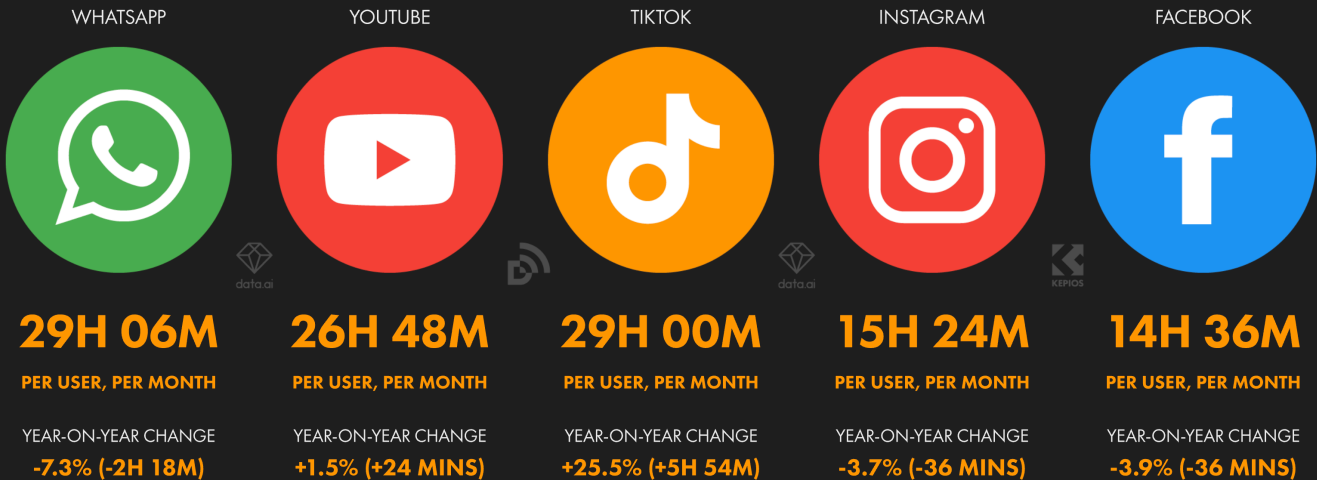 WHATSAPP
YOUTUBE
TIKTOK
INSTAGRAM
FACEBOOK
data.ai
data.ai
KEPIOS
29H 06M
26H 48M
29H 00M
15H 24M
14H 36M
PER USER, PER MONTH
PER USER, PER MONTH
PER USER, PER MONTH
PER USER, PER MONTH
PER USER, PER MONTH
YEAR-ON-YEAR CHANGE
YEAR-ON-YEAR CHANGE
YEAR-ON-YEAR CHANGE
YEAR-ON-YEAR CHANGE
YEAR-ON-YEAR CHANGE
-7.3% (-2H 18M)
+1.5% (+24 MINS)
+25.5% (+5H 54M)
-3.7% (-36 MINS)
-3.9% (-36 MINS)